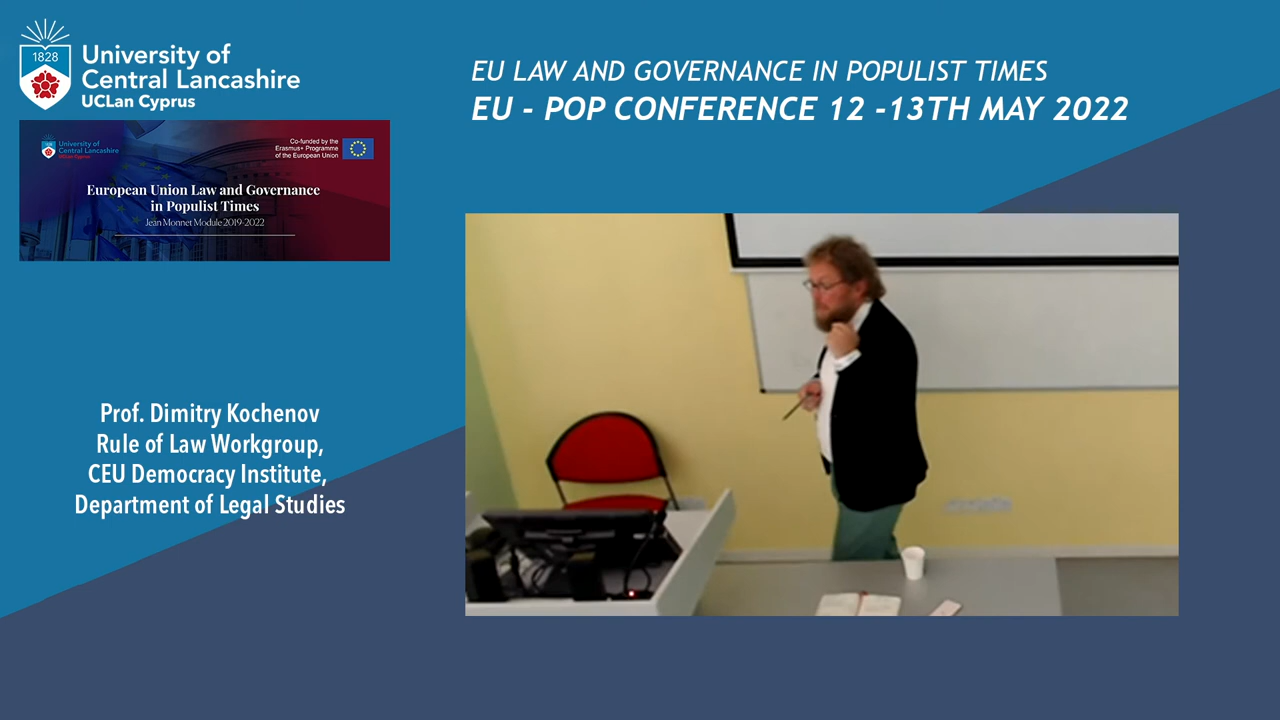 1828
University of
Central Lancashire
UCLan Cyprus
EU LAW AND GOVERNANCE IN POPULIST TIMES
EU - POP CONFERENCE 12 -13TH MAY 2022
University of
Central Lancashire
UCLan Cyprus
Co-funded by the
Erasmus+ Programme
of the European Union
European Union Law and Governance
in Populist Times
Jean Monnet Module 2019-2022
Prof. Dimitry Kochenov
Rule of Law Workgroup,
CEU Democracy Institute,
Department of Legal Studies